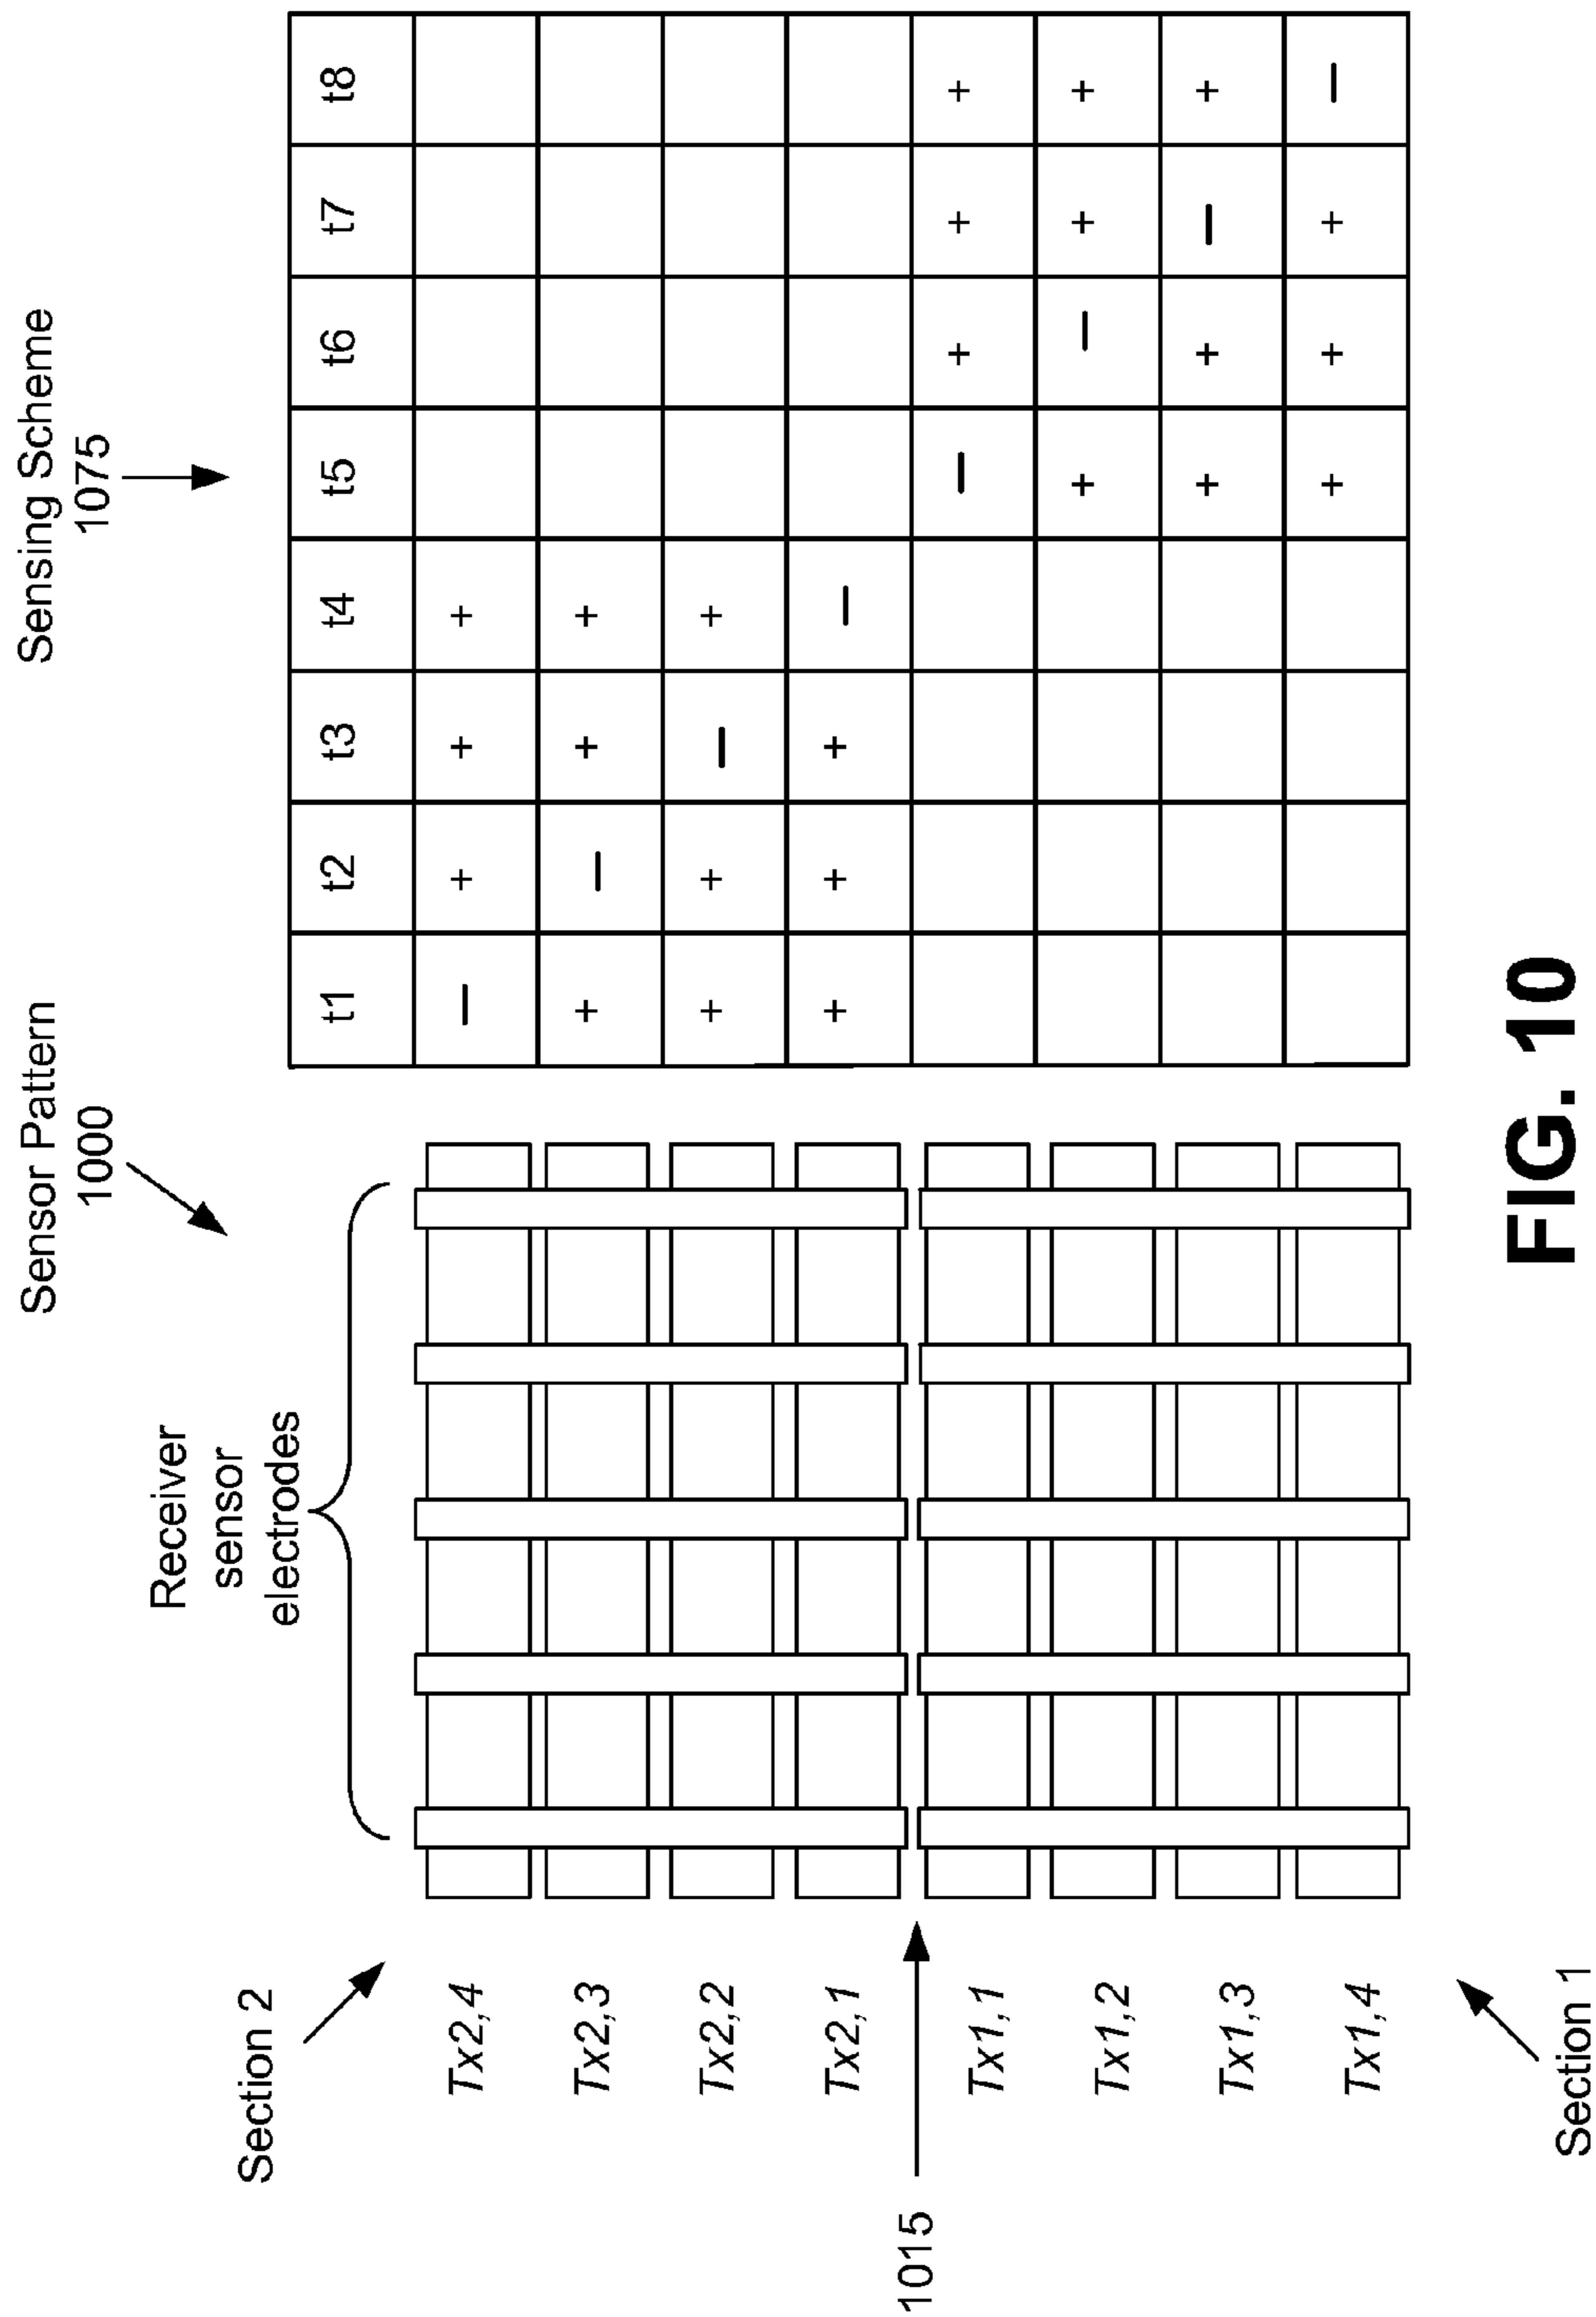 Sensor Pattern
1000
Sensing Scheme
1075
Receiver
sensor
electrodes
Section 2
t1 t2 t3 t4 t5 t6 t7 t8
Tx2,4 − + + +
Tx2,3 + − + +
Tx2,2 + + − +
Tx2,1 + + + −
1015
Tx1,1 − + + +
Tx1,2 + − + +
Tx1,3 + + − +
Tx1,4 + + + −
Section 1
FIG. 10